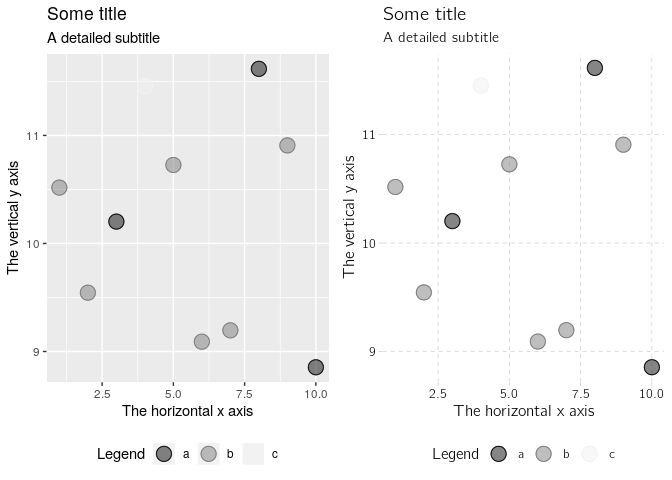 Some title
A detailed subtitle
The vertical y axis
11
10
9
2.5 5.0 7.5 10.0
The horizontal x axis
Legend a b c
Some title
A detailed subtitle
The vertical y axis
11
10
9
2.5 5.0 7.5 10.0
The horizontal x axis
Legend a b c